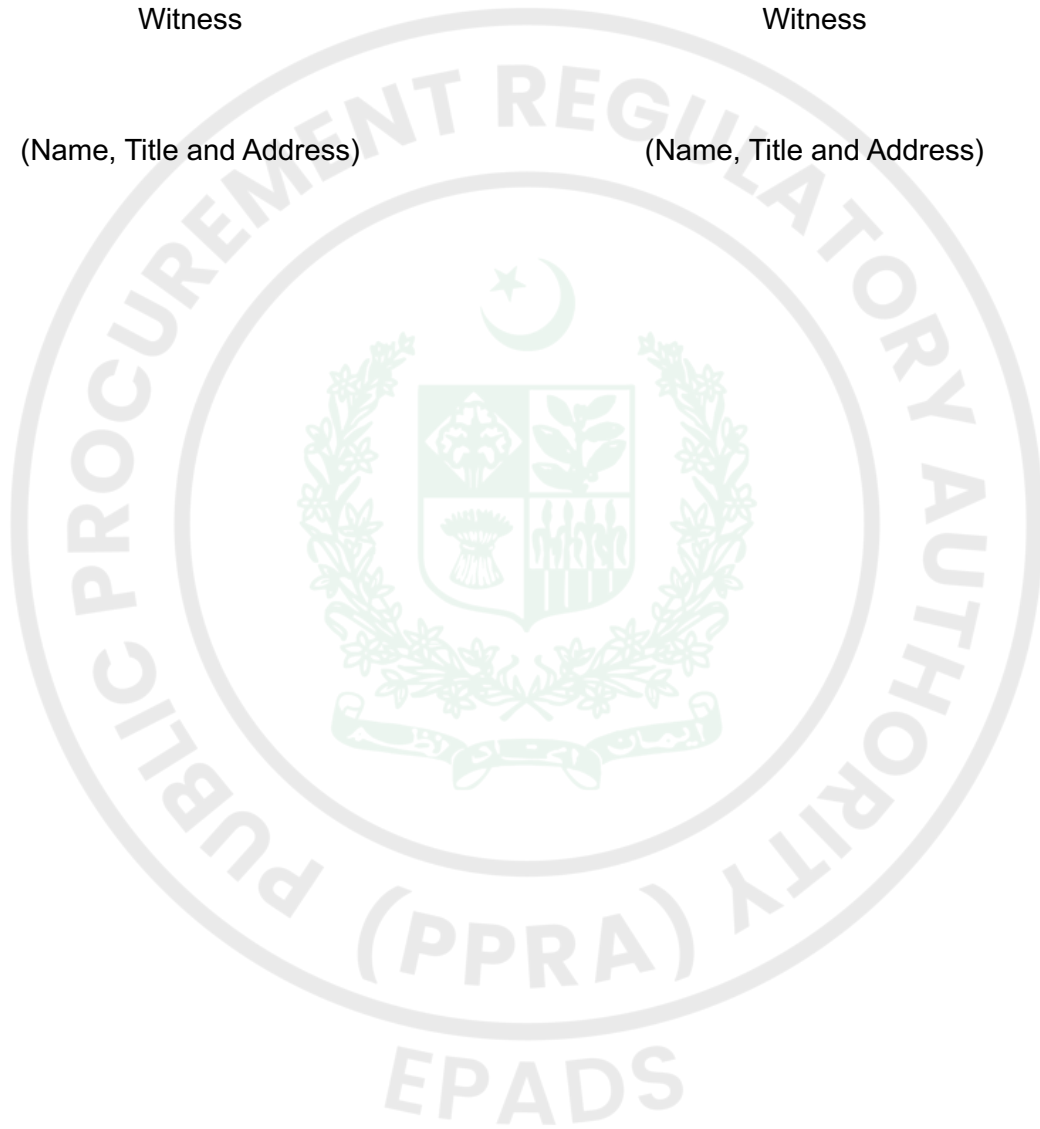 Witness Witness
(Name, Title and Address) (Name, Title and Address)
PUBLIC PROCUREMENT REGULATORY AUTHORITY
(PPRA)
EPADS